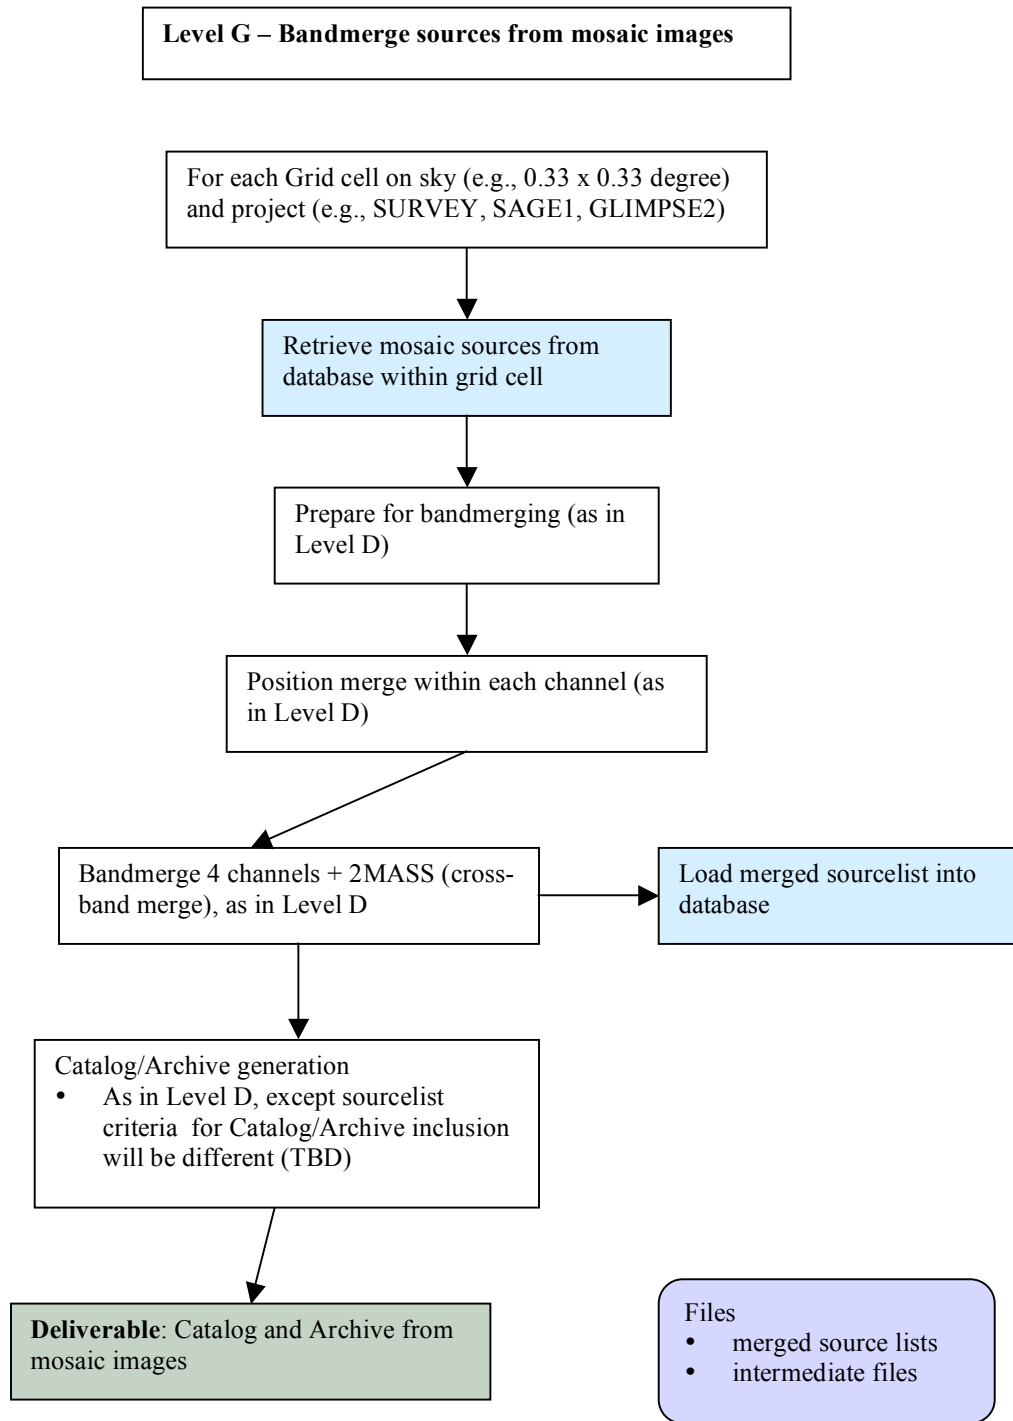 Level G – Bandmerge sources from mosaic images
For each Grid cell on sky (e.g., 0.33 x 0.33 degree)
and project (e.g., SURVEY, SAGE1, GLIMPSE2)
Retrieve mosaic sources from
database within grid cell
Prepare for bandmerging (as in
Level D)
Position merge within each channel (as
in Level D)
Bandmerge 4 channels + 2MASS (cross-
band merge), as in Level D
Load merged sourcelist into
database
Catalog/Archive generation
• As in Level D, except sourcelist
criteria for Catalog/Archive inclusion
will be different (TBD)
Deliverable: Catalog and Archive from
mosaic images
Files
• merged source lists
• intermediate files